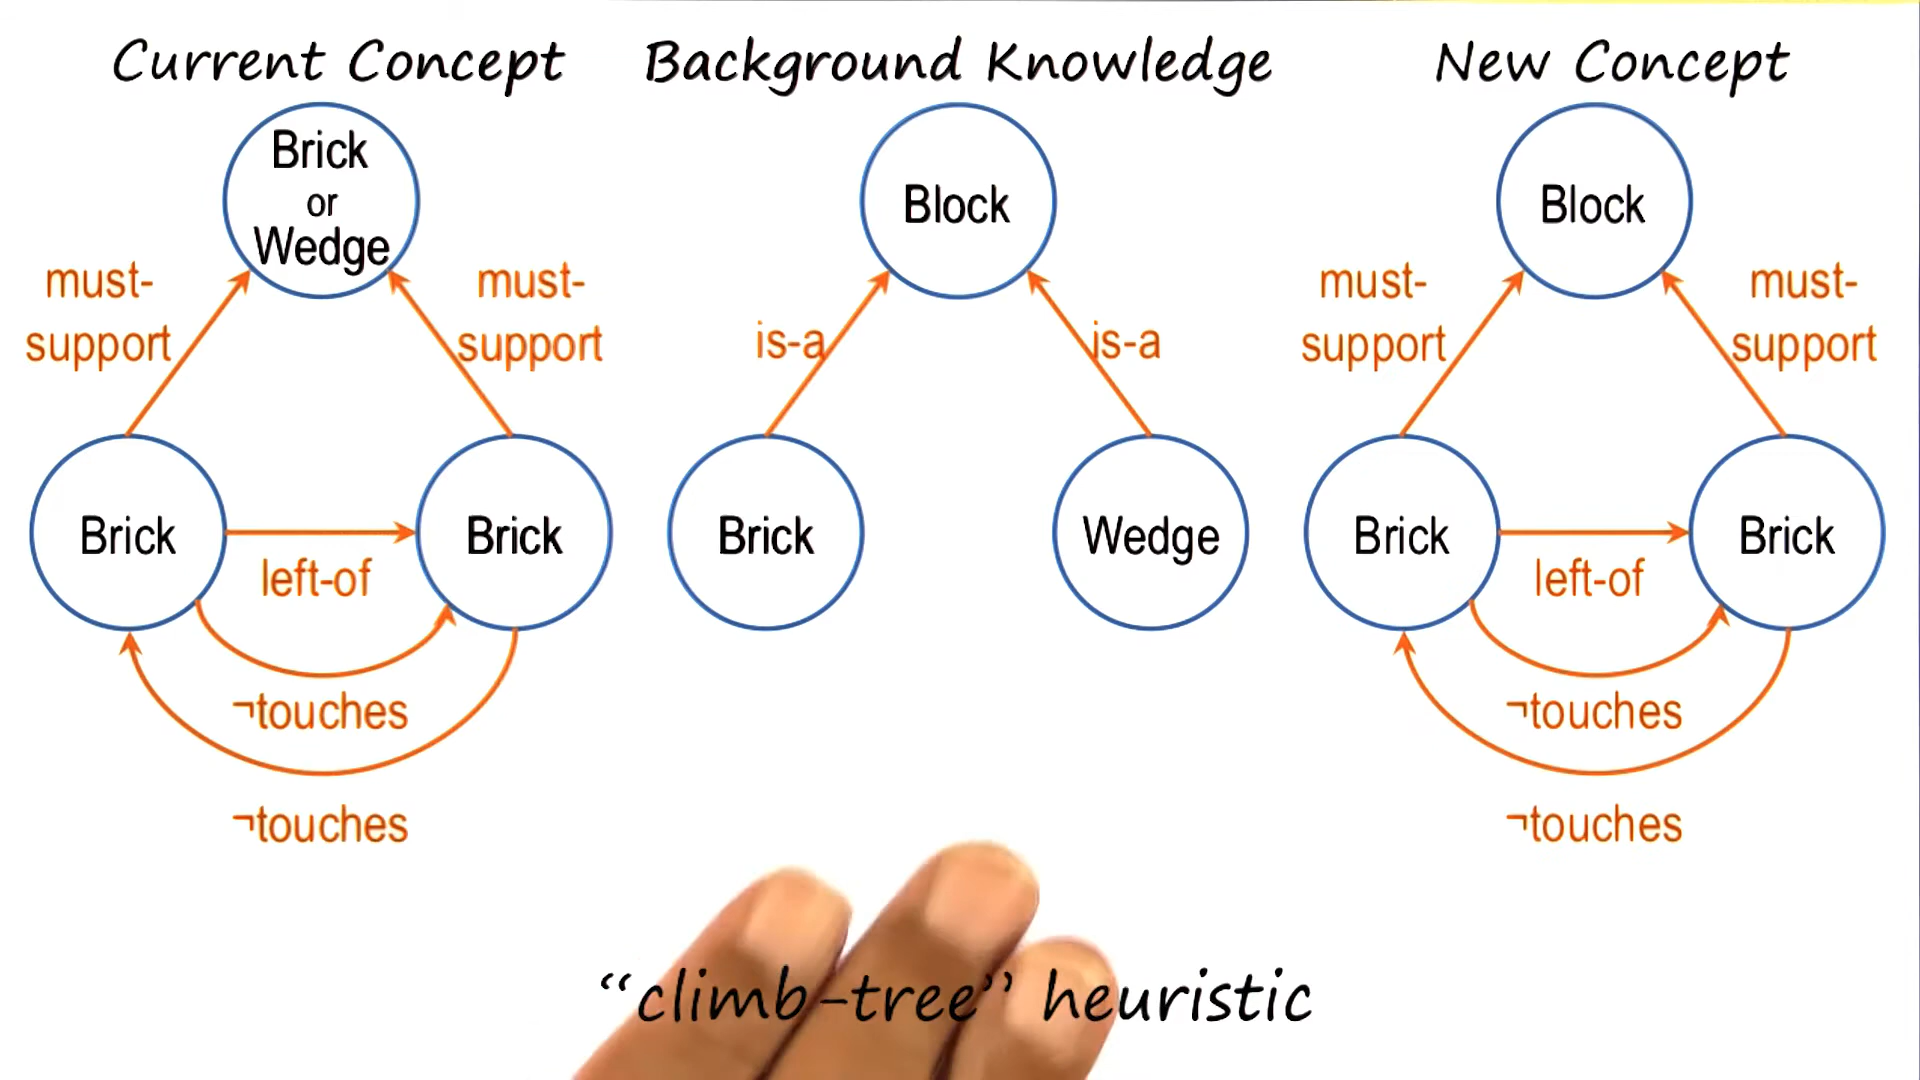 Current Concept
Background Knowledge
New Concept
Brick
or
Wedge
must-
support
must-
support
Brick
Brick
left-of
¬touches
¬touches
Block
is-a
is-a
Brick
Wedge
Block
must-
support
must-
support
Brick
Brick
left-of
¬touches
¬touches
“climb-tree” heuristic